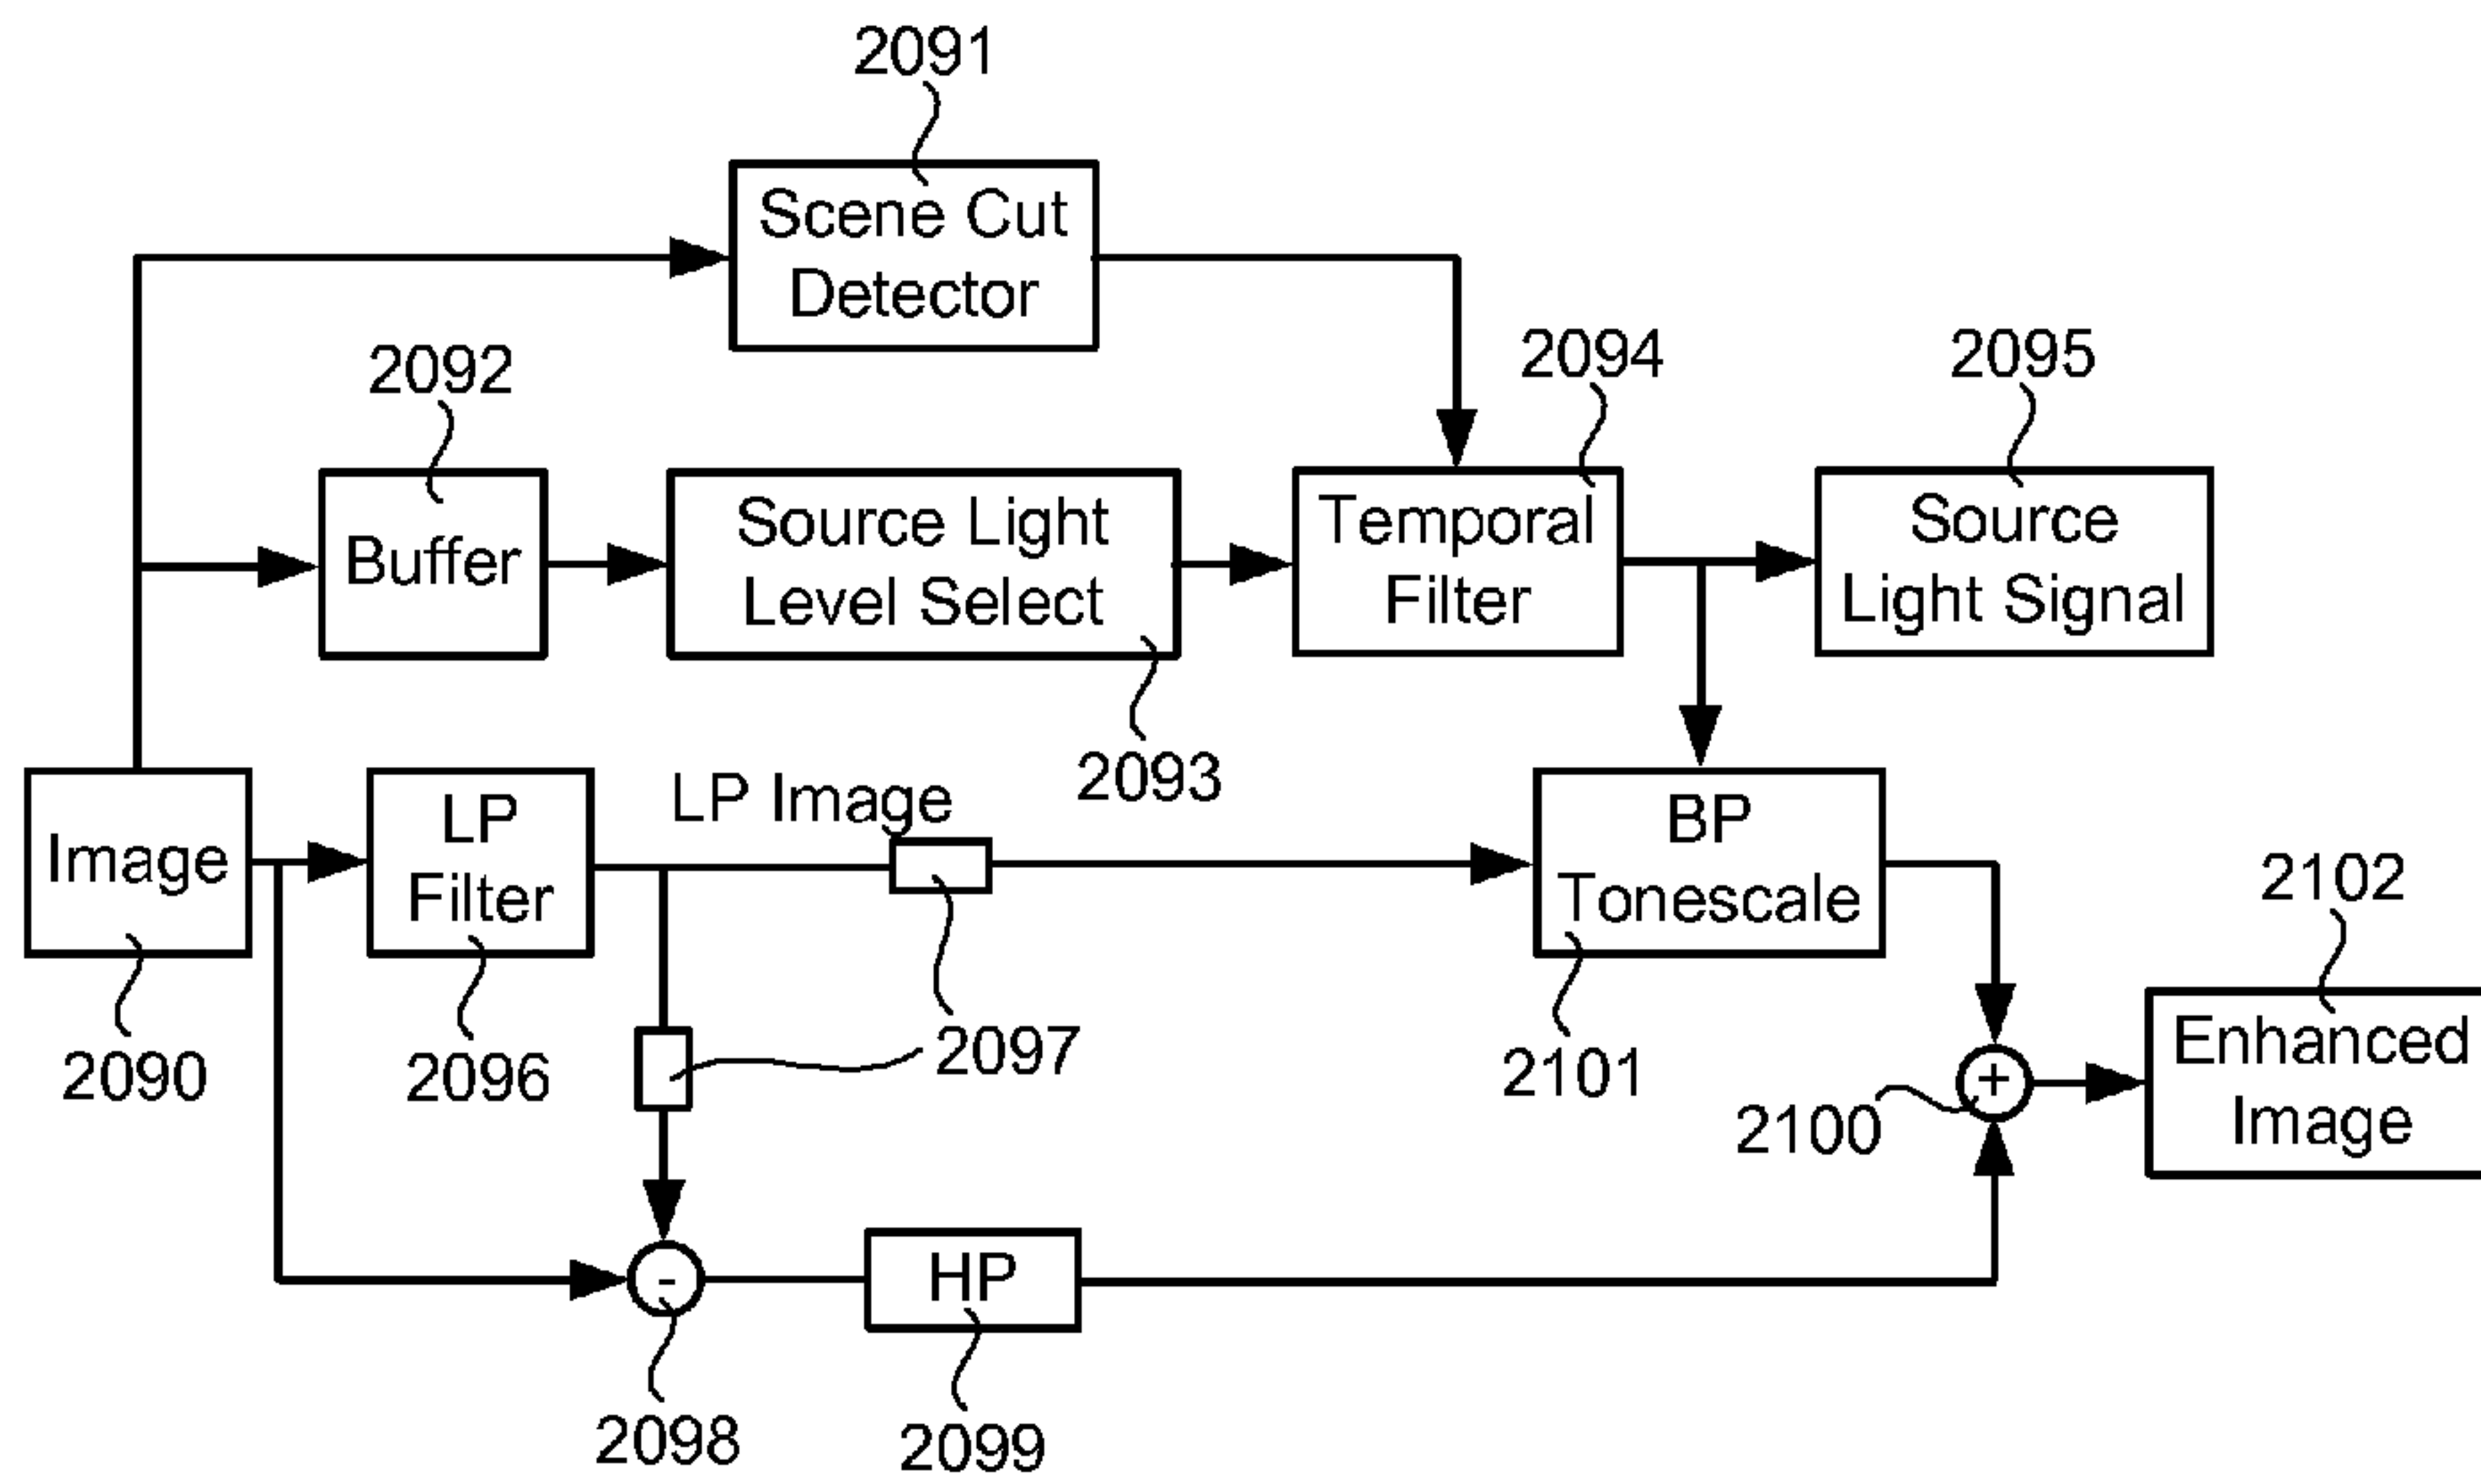 2091
Scene Cut
Detector
2092
2094
2095
Buffer
Source Light
Level Select
Temporal
Filter
Source
Light Signal
2093
Image
LP
Filter
LP Image
BP
Tonescale
2102
2090
2096
2097
2101
Enhanced
Image
+
2100
-
HP
2098
2099